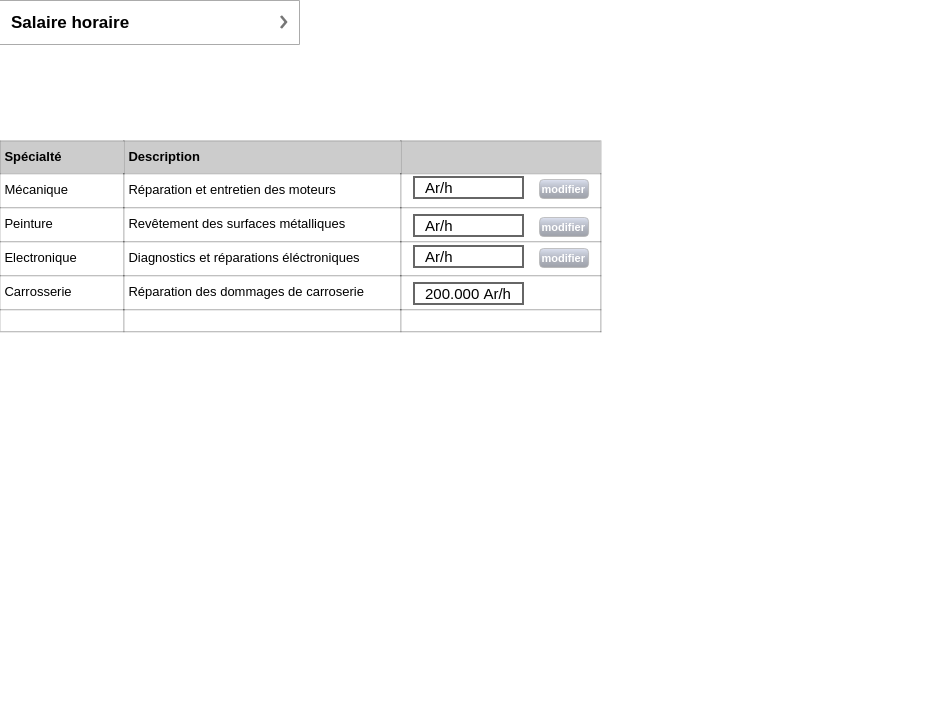 Salaire horaire
Spécialté Description
Mécanique Réparation et entretien des moteurs Ar/h modifier
Peinture Revêtement des surfaces métalliques Ar/h modifier
Electronique Diagnostics et réparations éléctroniques Ar/h modifier
Carrosserie Réparation des dommages de carroserie 200.000 Ar/h